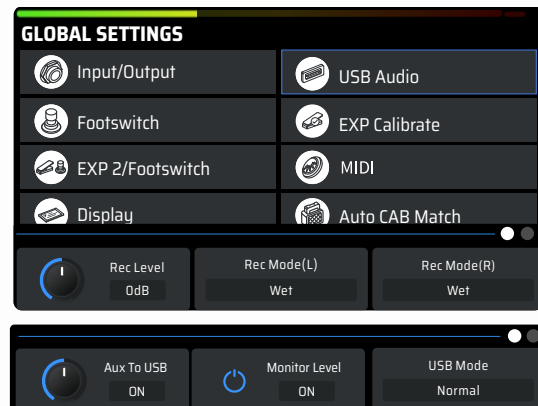 GLOBAL SETTINGS
Input/Output
USB Audio
Footswitch
EXP Calibrate
EXP 2/Footswitch
MIDI
Display
Auto CAB Match
Rec Level
0dB
Rec Mode(L)
Wet
Rec Mode(R)
Wet
Aux To USB
ON
Monitor Level
ON
USB Mode
Normal